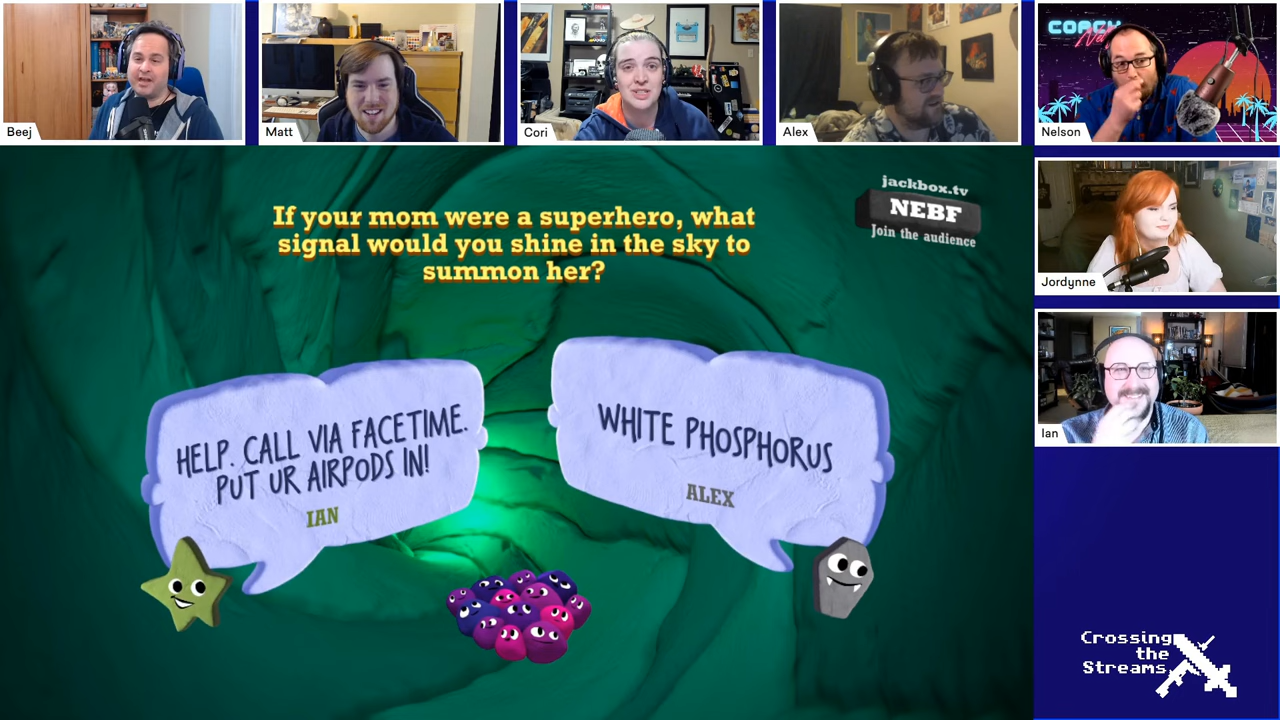 Beej
Matt
Cori
Alex
Nelson
Jordynne
Ian
If your mom were a superhero, what
signal would you shine in the sky to
summon her?
jackbox.tv
NEBF
Join the audience
HELP. CALL VIA FACETIME.
PUT UR AIRPODS IN!
IAN
WHITE PHOSPHORUS
ALEX
Crossing
the
Streams